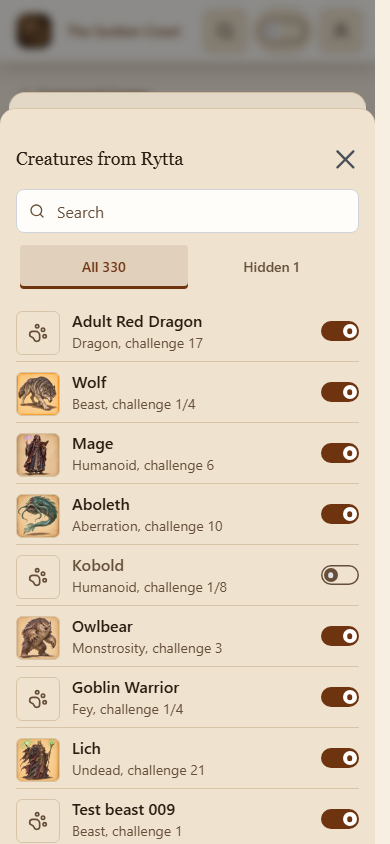 Creatures from Rytta
Search
All 330
Hidden 1
Adult Red Dragon
Dragon, challenge 17
Wolf
Beast, challenge 1/4
Mage
Humanoid, challenge 6
Aboleth
Aberration, challenge 10
Kobold
Humanoid, challenge 1/8
Owlbear
Monstrosity, challenge 3
Goblin Warrior
Fey, challenge 1/4
Lich
Undead, challenge 21
Test beast 009
Beast, challenge 1